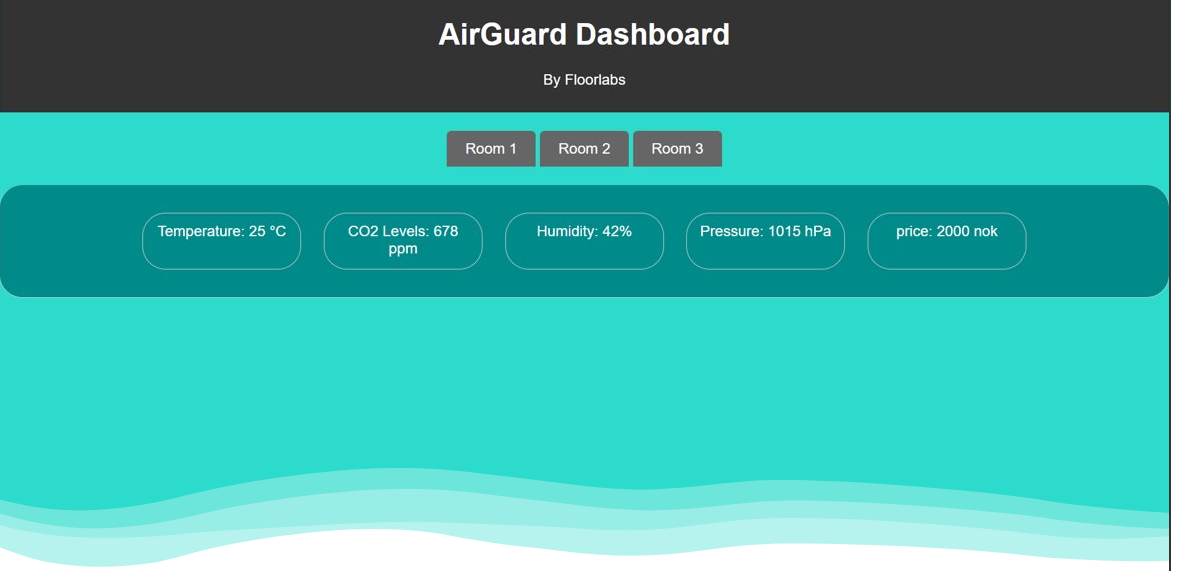 AirGuard Dashboard
By Floorlabs
Room 1 Room 2 Room 3
Temperature: 25 °C
CO2 Levels: 678
ppm
Humidity: 42%
Pressure: 1015 hPa
price: 2000 nok